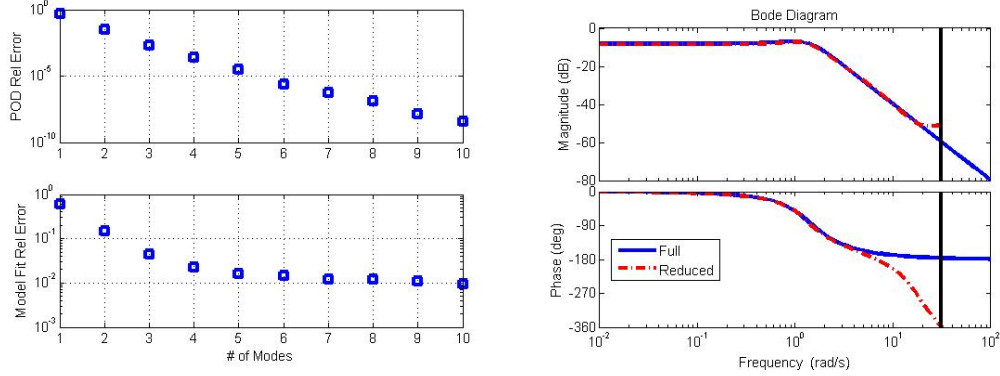 POD Rel Error
10^0
10^-5
10^-10
1 2 3 4 5 6 7 8 9 10
Model Fit Rel Error
10^0
10^-1
10^-2
10^-3
1 2 3 4 5 6 7 8 9 10
# of Modes
Bode Diagram
Magnitude (dB)
0
-20
-40
-60
-80
Phase (deg)
0
-90
-180
-270
-360
Full
Reduced
10^-2 10^-1 10^0 10^1 10^2
Frequency (rad/s)